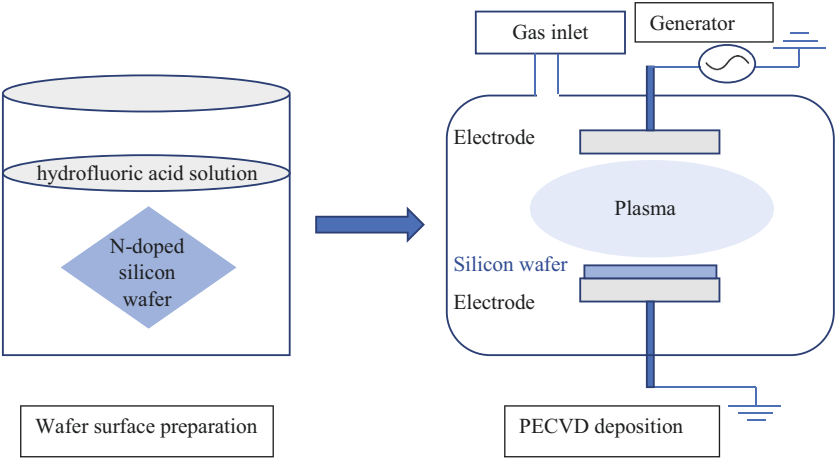 hydrofluoric acid solution
N-doped
silicon
wafer
Wafer surface preparation
Gas inlet
Generator
Electrode
Plasma
Silicon wafer
Electrode
PECVD deposition